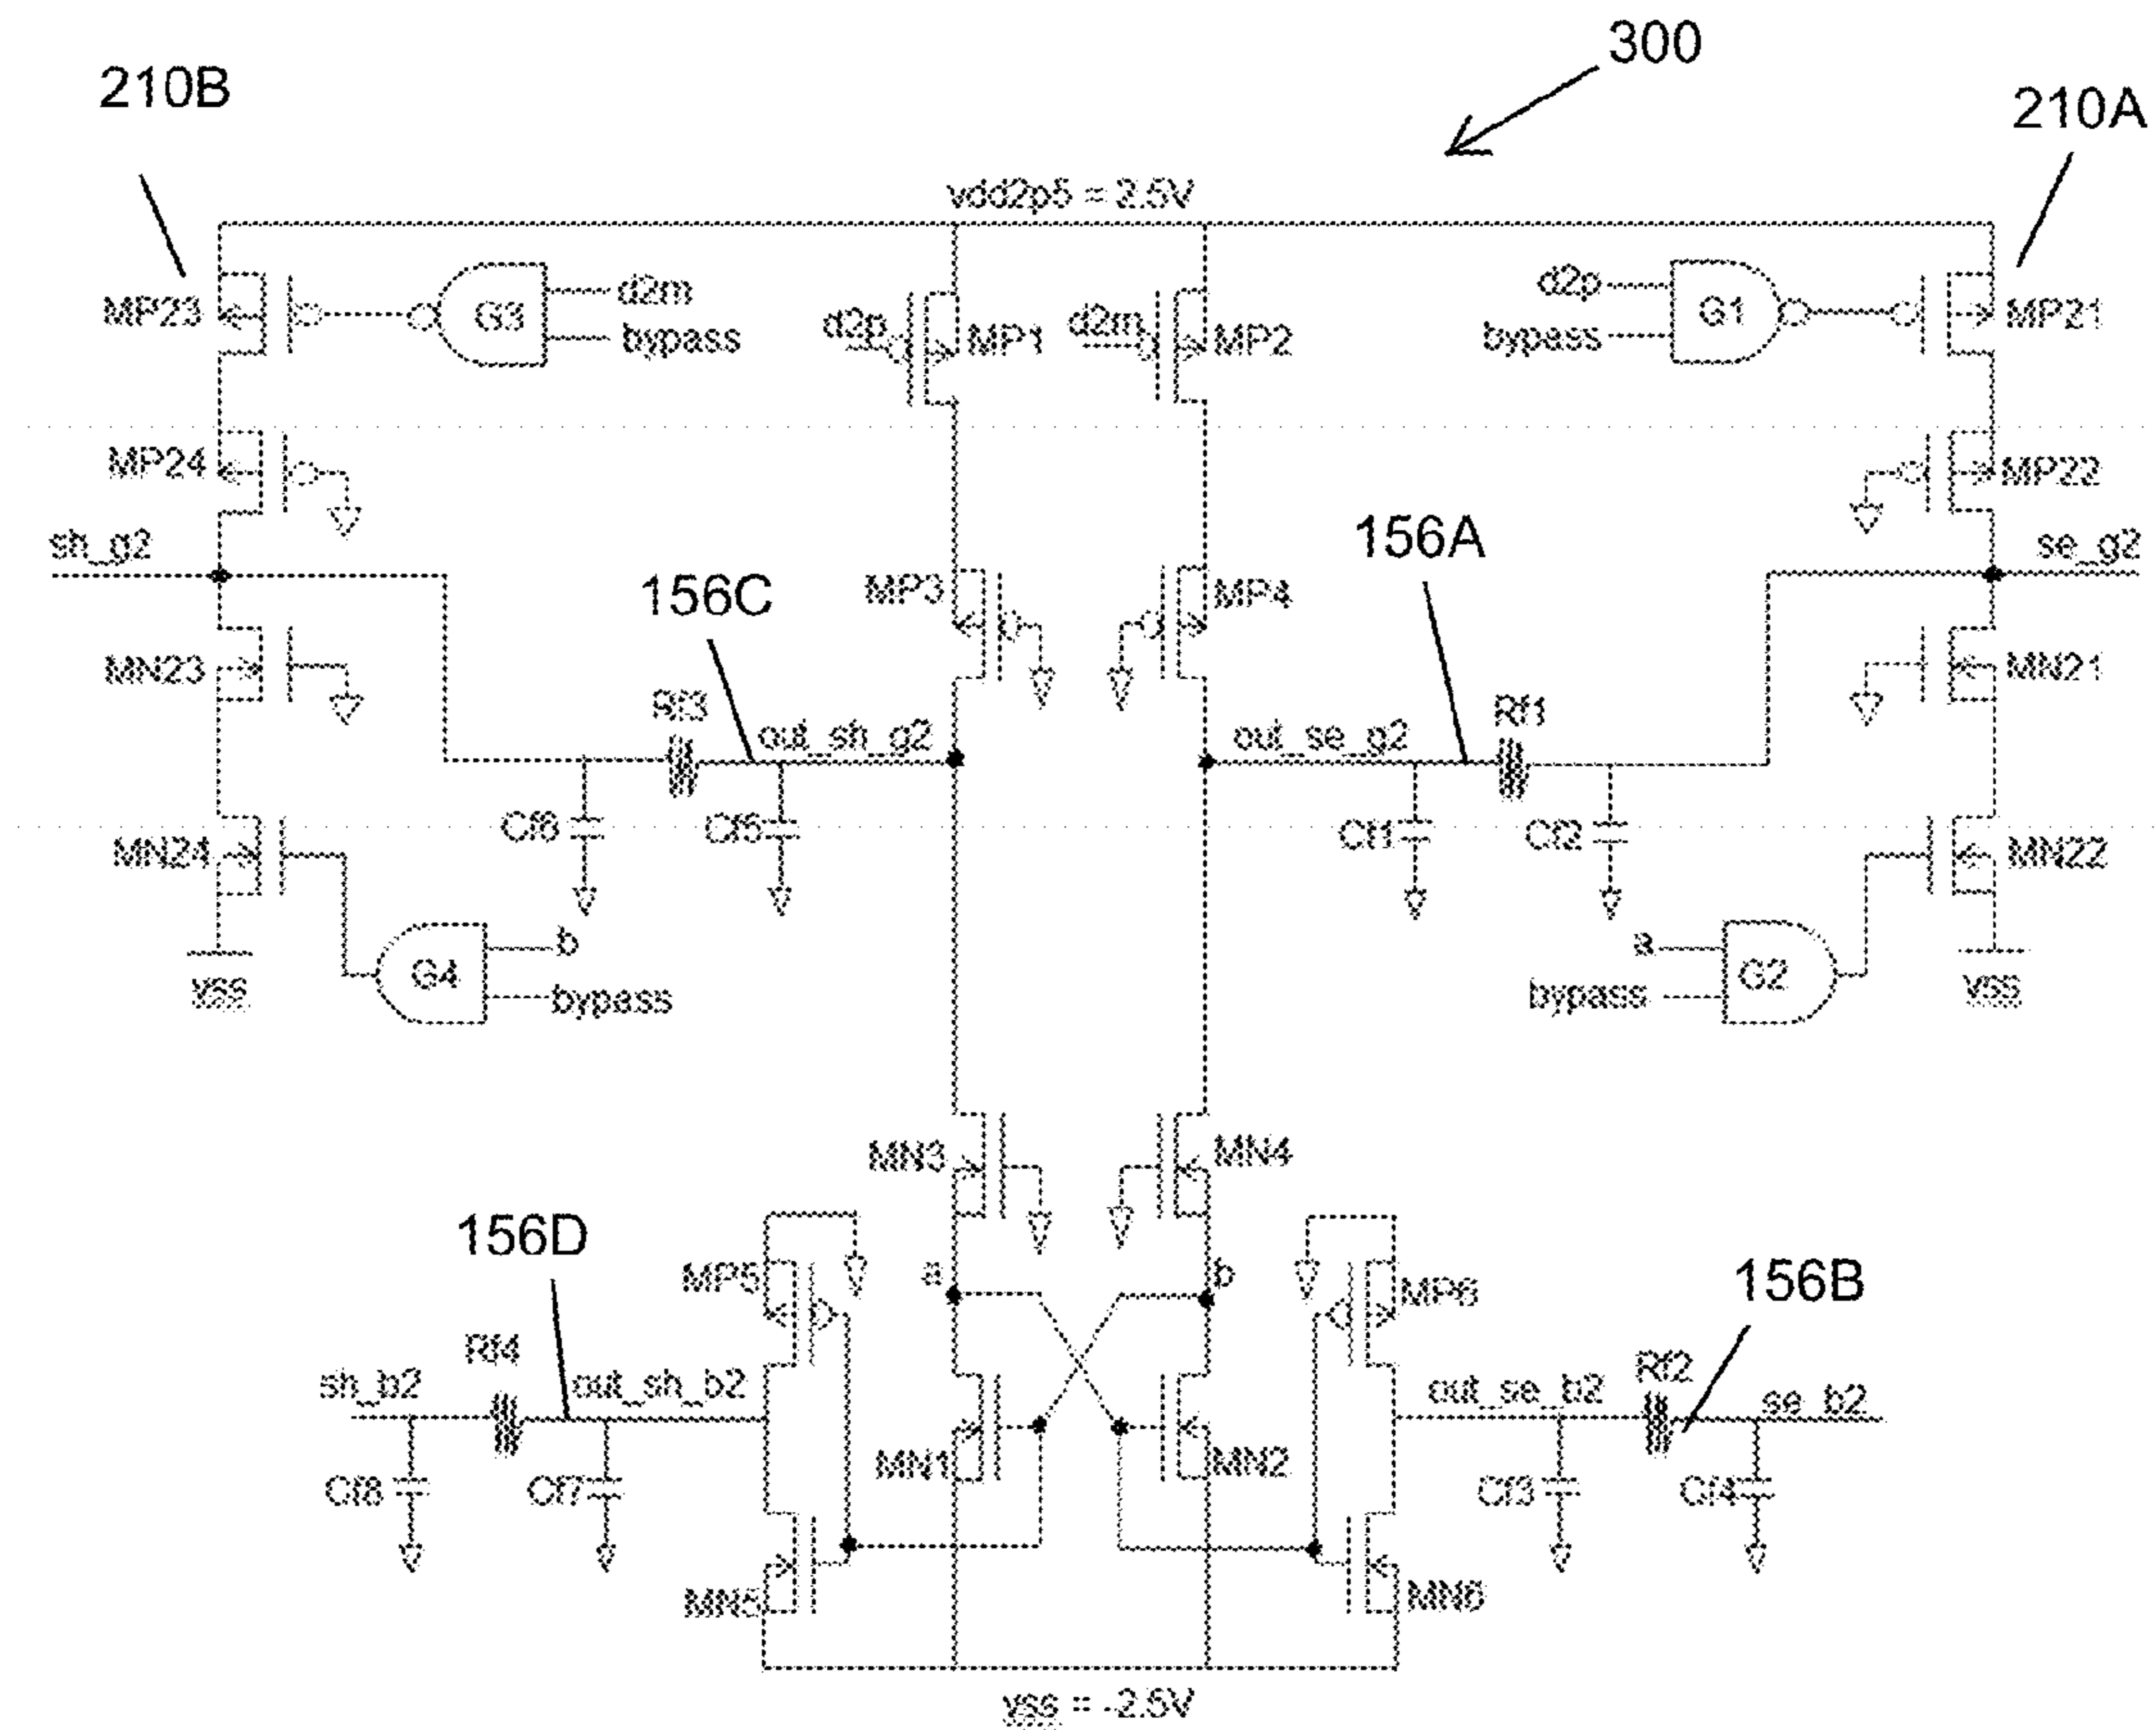 300
210B
210A
vdd2p5 = 2.5V
MP23
G3
d2m
bypass
d2p
MP1
d2m
MP2
d2p
bypass
G1
MP21
MP24
MP22
sh_g2
156C
MP3
MP4
156A
se_g2
MN23
MN21
Rf3
out_sh_g2
out_se_g2
Rf1
MN24
Cf6
Cf5
Cf1
Cf2
MN22
vss
G4
b
bypass
a
bypass
G2
vss
MN3
MN4
156D
MP5
a
b
MP6
156B
sh_b2
Rf4
out_sh_b2
out_se_b2
Rf2
se_b2
MN1
MN2
Cf8
Cf7
Cf3
Cf4
MN5
MN6
vss = -2.5V